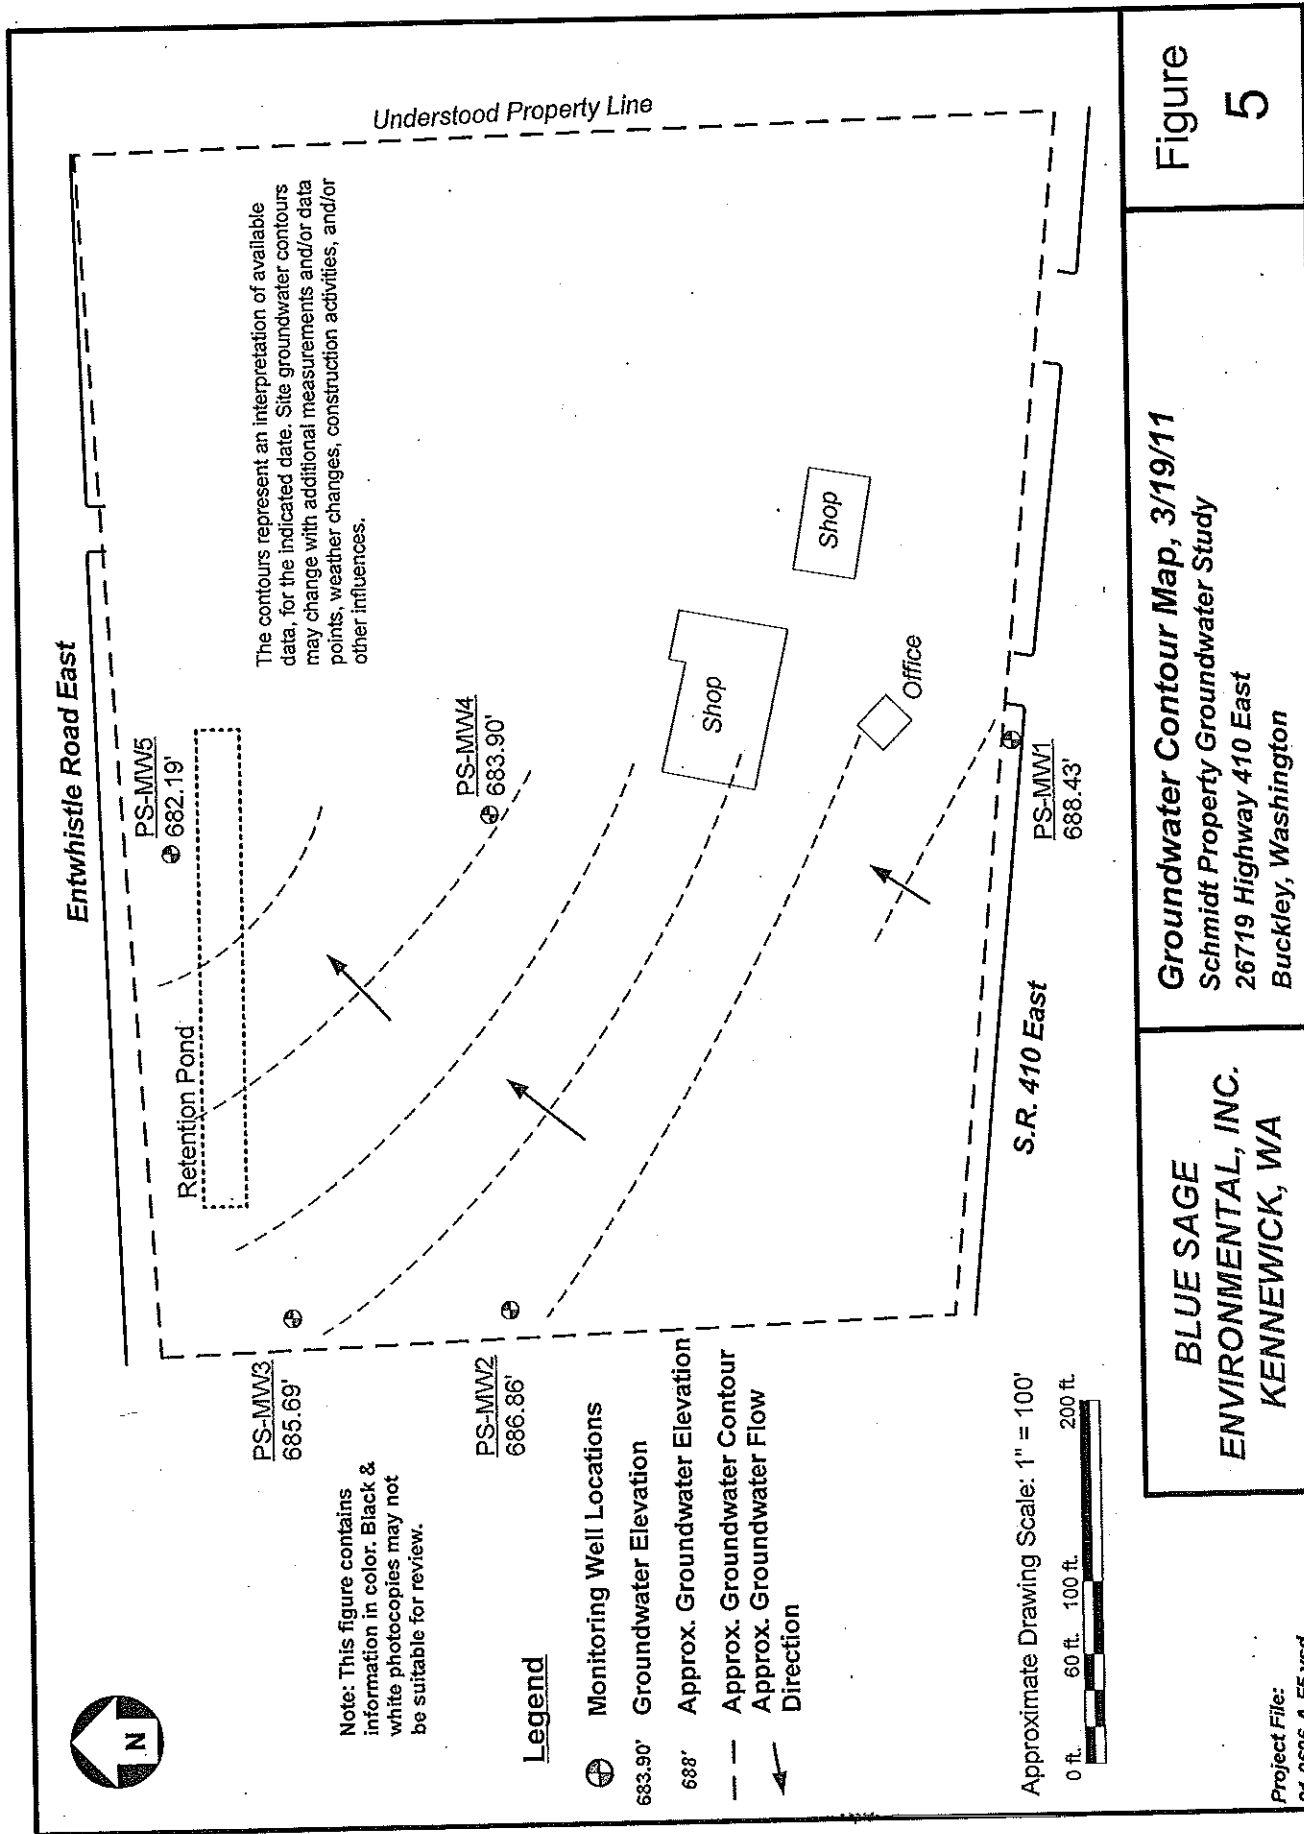 N
Note: This figure contains
information in color. Black &
white photocopies may not
be suitable for review.
Legend
Monitoring Well Locations
683.90' Groundwater Elevation
688' Approx. Groundwater Elevation
Approx. Groundwater Contour
Approx. Groundwater Flow
Direction
Approximate Drawing Scale: 1" = 100'
0 ft. 60 ft. 100 ft. 200 ft.
Project File:
Entwhistle Road East
Understood Property Line
The contours represent an interpretation of available
data, for the indicated date. Site groundwater contours
may change with additional measurements and/or data
points, weather changes, construction activities, and/or
other influences.
Retention Pond
PS-MW5
682.19'
PS-MW3
685.69'
PS-MW4
683.90'
PS-MW2
686.86'
Shop
Shop
Office
PS-MW1
688.43'
S.R. 410 East
BLUE SAGE
ENVIRONMENTAL, INC.
KENNEWICK, WA
Groundwater Contour Map, 3/19/11
Schmidt Property Groundwater Study
26719 Highway 410 East
Buckley, Washington
Figure
5